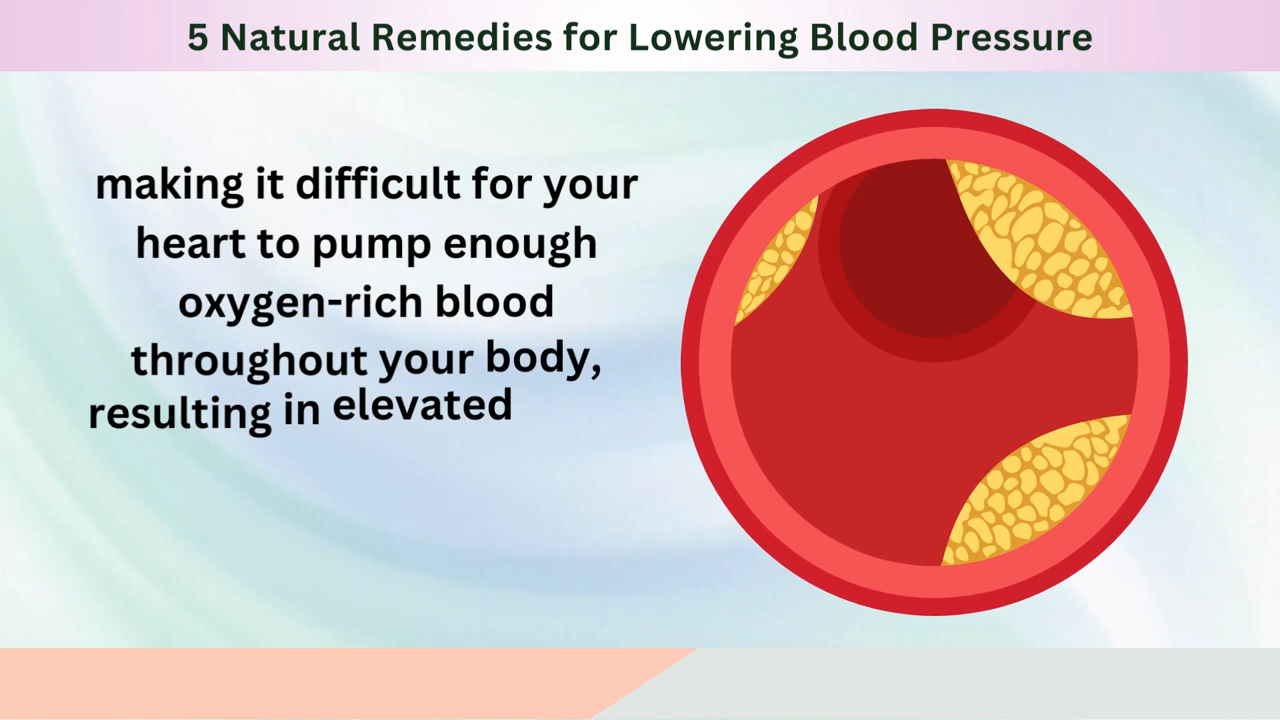 5 Natural Remedies for Lowering Blood Pressure
making it difficult for your
heart to pump enough
oxygen-rich blood
throughout your body,
resulting in elevated